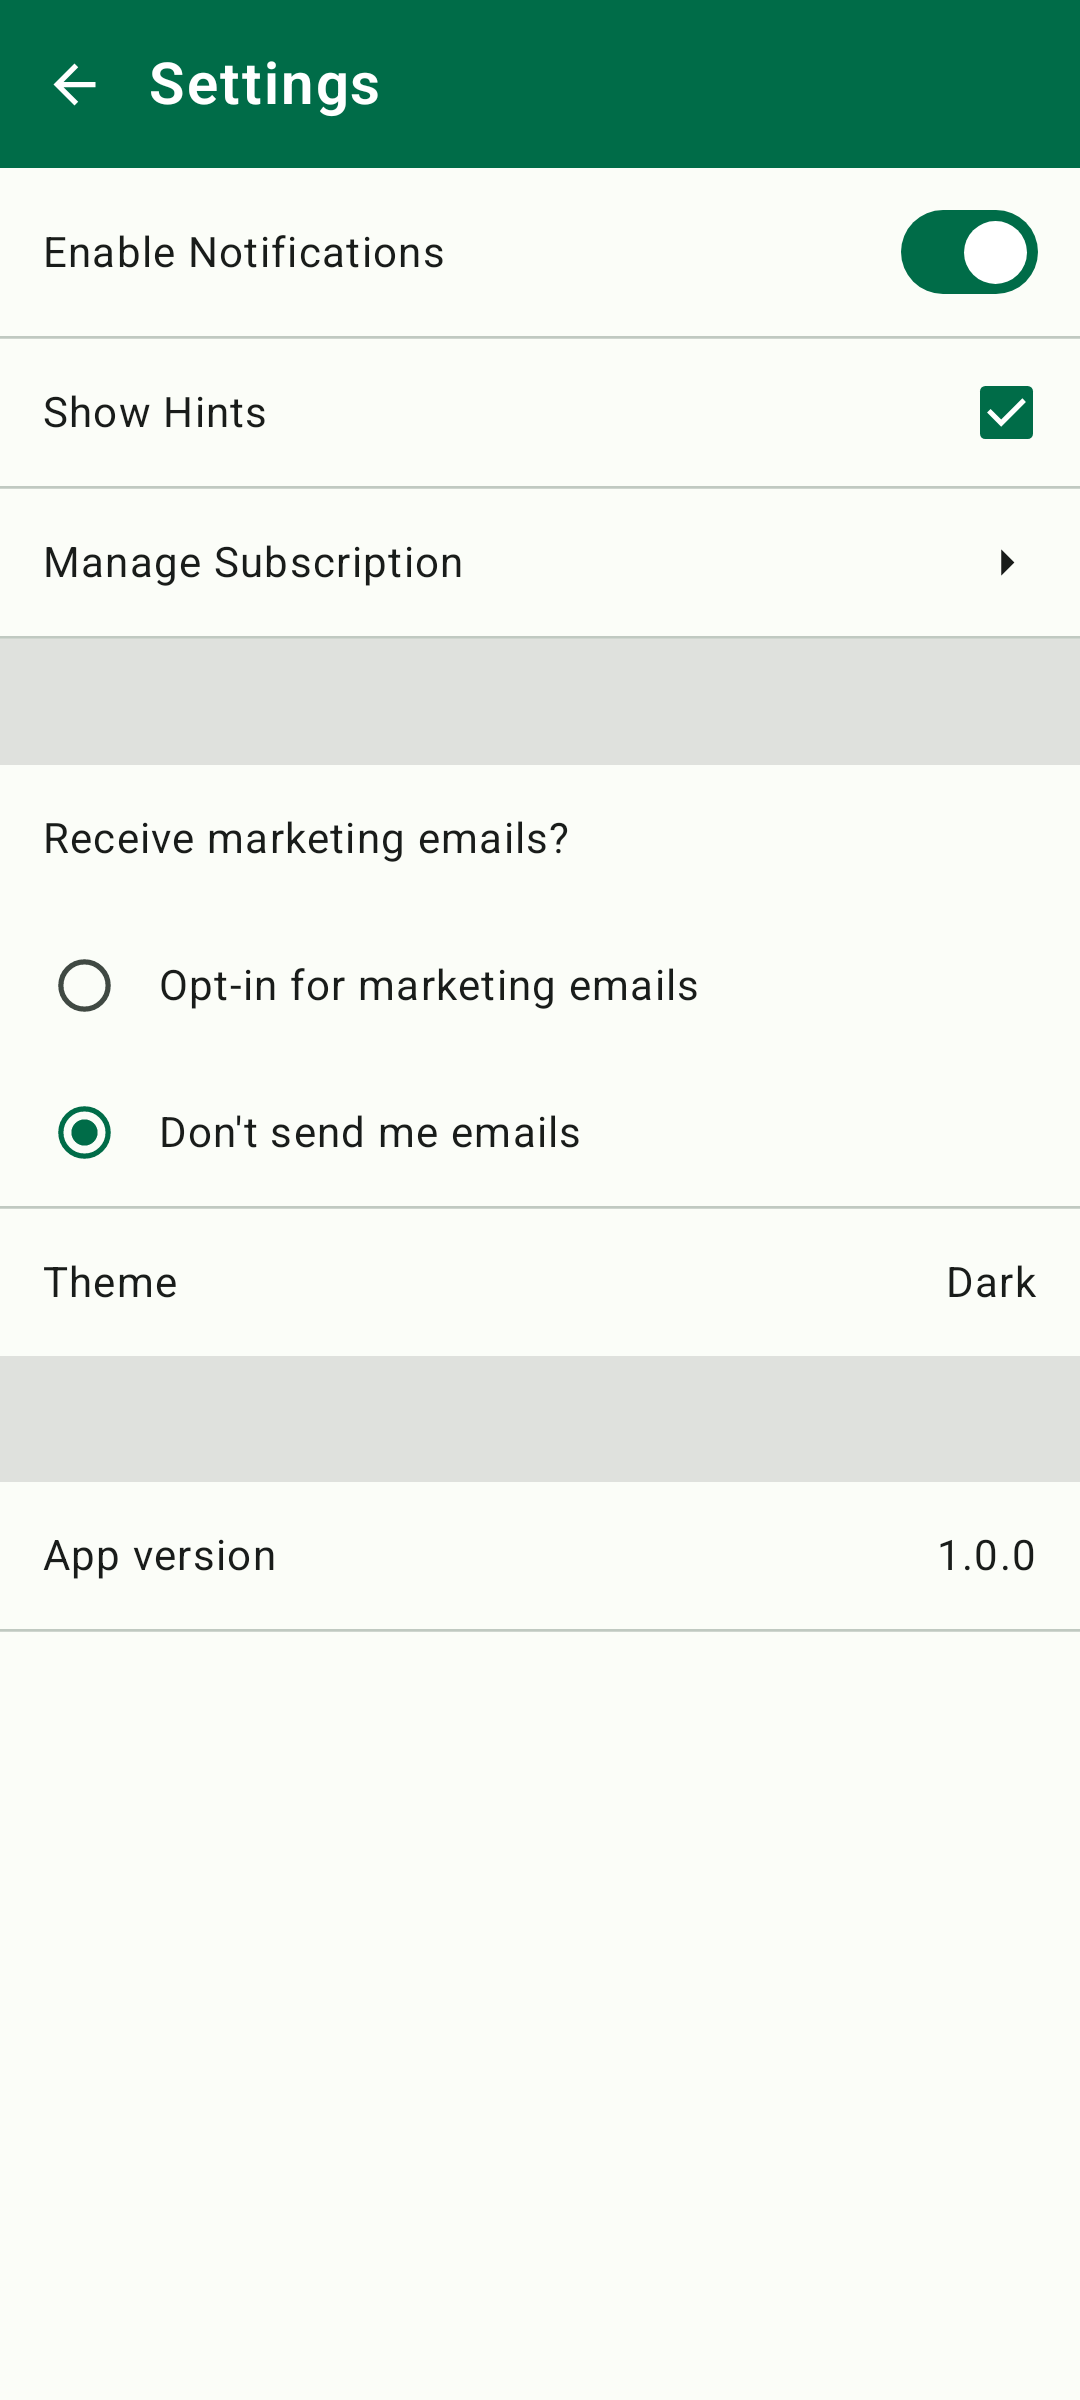 Settings
Enable Notifications
Show Hints
Manage Subscription
Receive marketing emails?
Opt-in for marketing emails
Don't send me emails
Theme Dark
App version 1.0.0